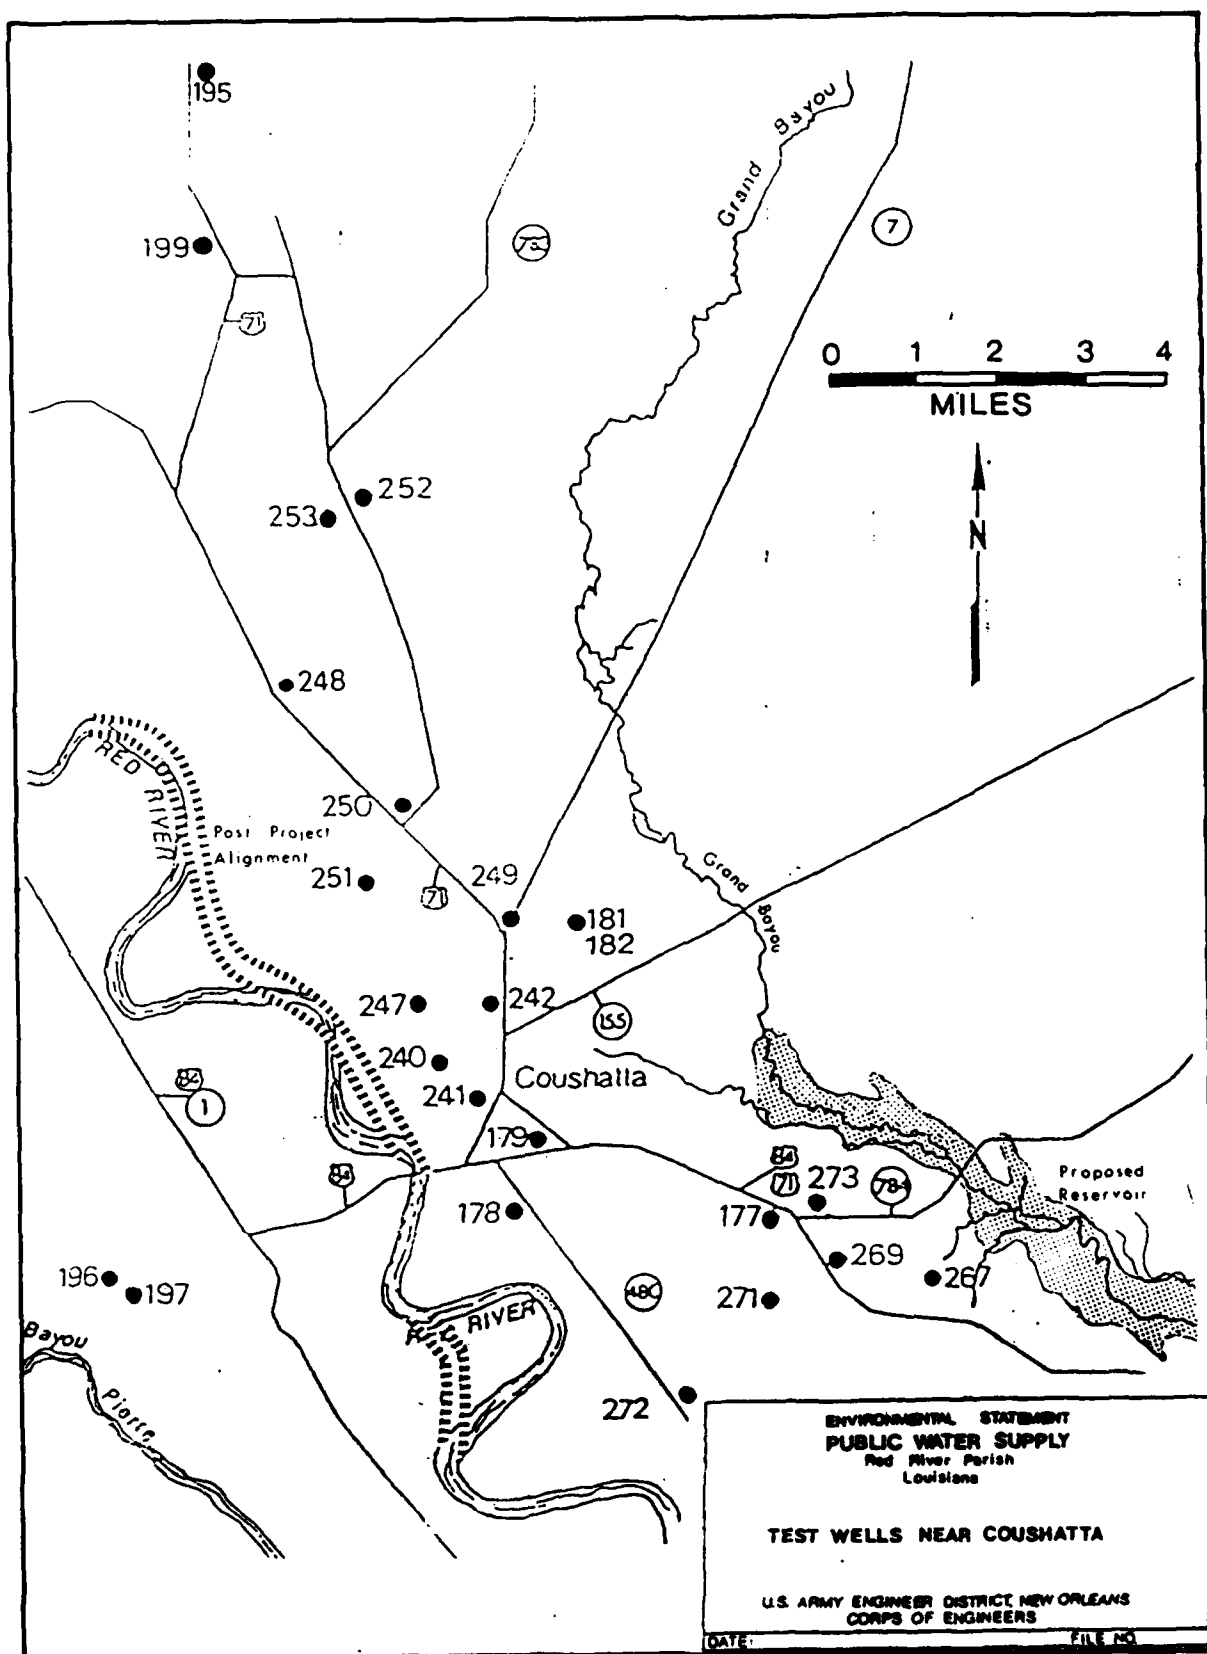 195
Grand Bayou
7
199
783
71
0 1 2 3 4
MILES
N
252
253
248
RED RIVER
250
Post Project
Alignment
251
71
249
181
182
Grand Bayou
247
242
155
240
Coushatta
241
84
1
179
84
84
71
273
784
Proposed
Reservoir
178
177
269
267
196
197
480
271
RIVER
Bayou Pierre
272
ENVIRONMENTAL STATEMENT
PUBLIC WATER SUPPLY
Red River Parish
Louisiana
TEST WELLS NEAR COUSHATTA
U.S. ARMY ENGINEER DISTRICT, NEW ORLEANS
CORPS OF ENGINEERS
DATE: FILE NO.